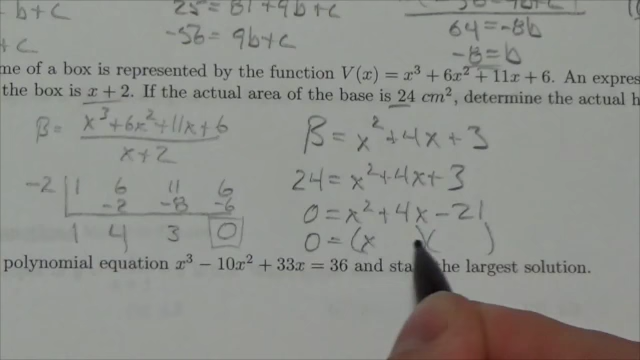 25 = 81 + 9b + c
-56 = 9b + c
+ c
64 = -8b
-8 = b
me of a box is represented by the function V(x) = x³ + 6x² + 11x + 6. An expres
the box is x + 2. If the actual area of the base is 24 cm², determine the actual h
β = x³ + 6x² + 11x + 6
x + 2
-2 | 1 6 11 6
-2 -8 -6
1 4 3 0
β = x² + 4x + 3
24 = x² + 4x + 3
0 = x² + 4x - 21
0 = (x )( )
polynomial equation x³ − 10x² + 33x = 36 and sta the largest solution.